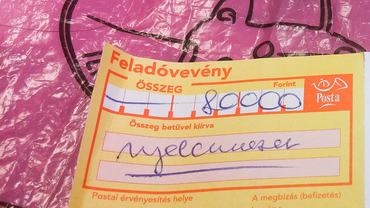 Feladóvevény
ÖSSZEG Forint
— 80000
Posta
Összeg betűvel kiírva
nyolcvanezer
Postai érvényesítés helye A megbízás (befizetés)